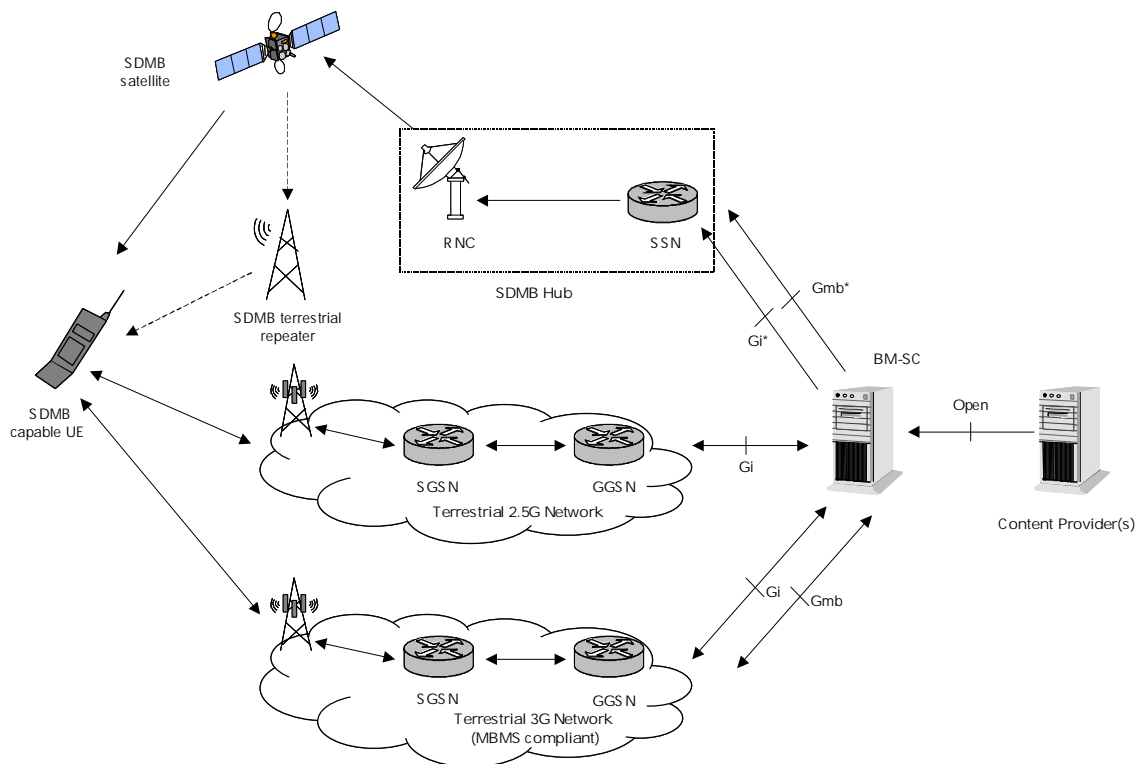 SDMB
satellite
RNC
SSN
SDMB Hub
Gmb*
Gi*
SDMB terrestrial
repeater
BM-SC
SDMB
capable UE
Open
SGSN
GGSN
Gi
Terrestrial 2.5G Network
Content Provider(s)
Gi
Gmb
SGSN
GGSN
Terrestrial 3G Network
(MBMS compliant)